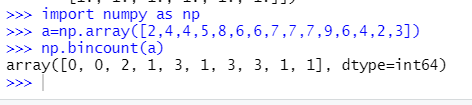 >>> import numpy as np
>>> a=np.array([2,4,4,5,8,6,6,7,7,7,9,6,4,2,3])
>>> np.bincount(a)
array([0, 0, 2, 1, 3, 1, 3, 3, 1, 1], dtype=int64)
>>>